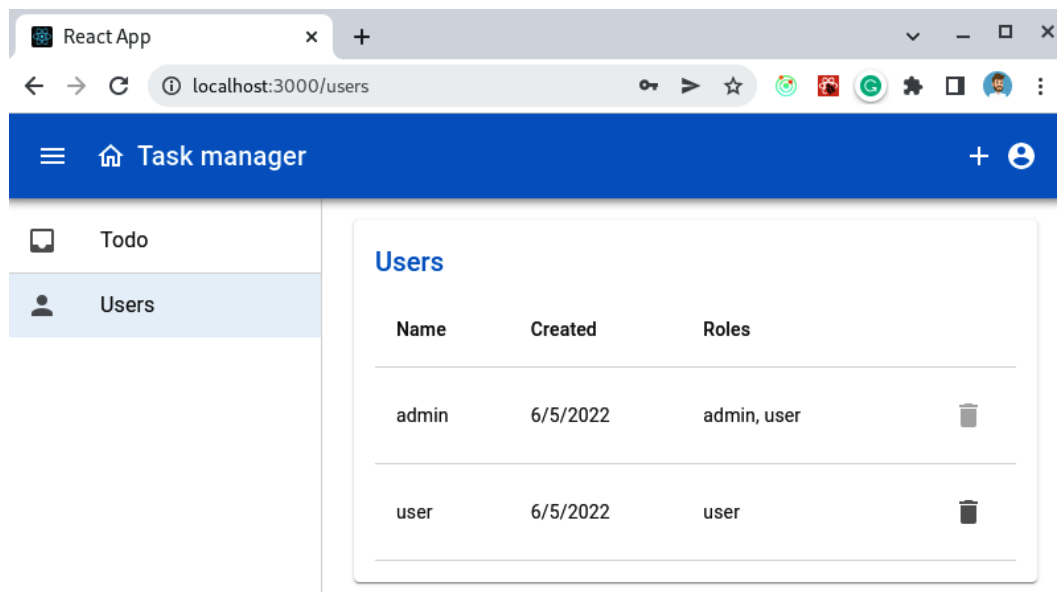 React App
localhost:3000/users
Task manager
Todo
Users
Users
Name Created Roles
admin 6/5/2022 admin, user
user 6/5/2022 user